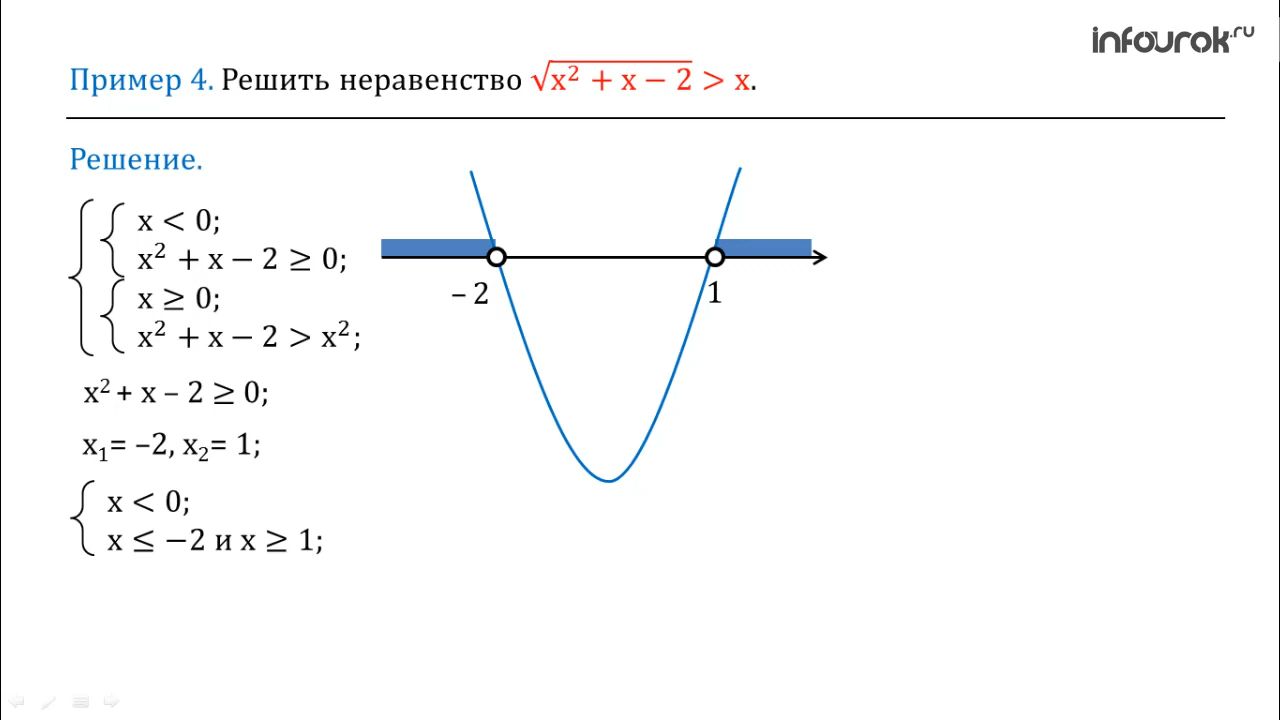 infourok.ru
Пример 4. Решить неравенство √x² + x − 2 > x.
Решение.
x < 0;
x² + x − 2 ≥ 0;
x ≥ 0;
x² + x − 2 > x²;
x² + x – 2 ≥ 0;
x₁= –2, x₂= 1;
x < 0;
x ≤ −2 и x ≥ 1;
– 2
1